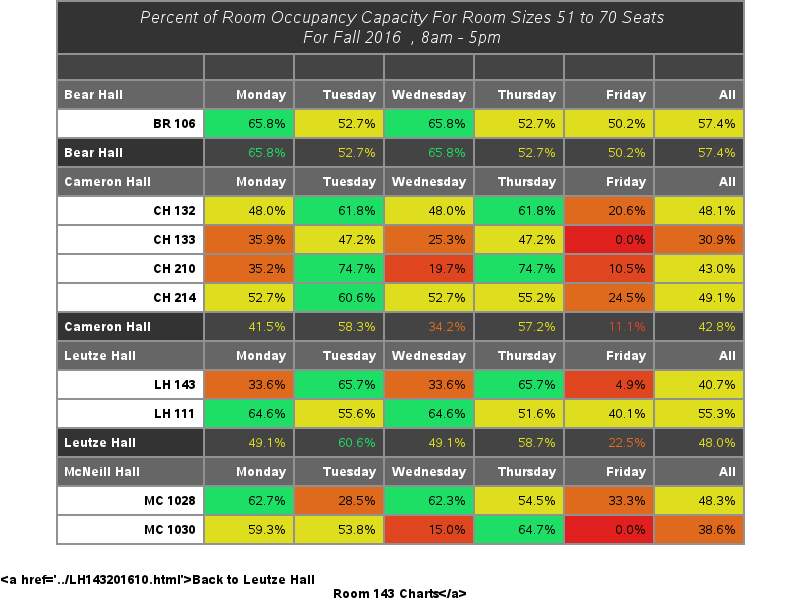 Percent of Room Occupancy Capacity For Room Sizes 51 to 70 Seats
For Fall 2016 , 8am - 5pm
Bear Hall Monday Tuesday Wednesday Thursday Friday All
BR 106 65.8% 52.7% 65.8% 52.7% 50.2% 57.4%
Bear Hall 65.8% 52.7% 65.8% 52.7% 50.2% 57.4%
Cameron Hall Monday Tuesday Wednesday Thursday Friday All
CH 132 48.0% 61.8% 48.0% 61.8% 20.6% 48.1%
CH 133 35.9% 47.2% 25.3% 47.2% 0.0% 30.9%
CH 210 35.2% 74.7% 19.7% 74.7% 10.5% 43.0%
CH 214 52.7% 60.6% 52.7% 55.2% 24.5% 49.1%
Cameron Hall 41.5% 58.3% 34.2% 57.2% 11.1% 42.8%
Leutze Hall Monday Tuesday Wednesday Thursday Friday All
LH 143 33.6% 65.7% 33.6% 65.7% 4.9% 40.7%
LH 111 64.6% 55.6% 64.6% 51.6% 40.1% 55.3%
Leutze Hall 49.1% 60.6% 49.1% 58.7% 22.5% 48.0%
McNeill Hall Monday Tuesday Wednesday Thursday Friday All
MC 1028 62.7% 28.5% 62.3% 54.5% 33.3% 48.3%
MC 1030 59.3% 53.8% 15.0% 64.7% 0.0% 38.6%
<a href='../LH143201610.html'>Back to Leutze Hall
Room 143 Charts</a>